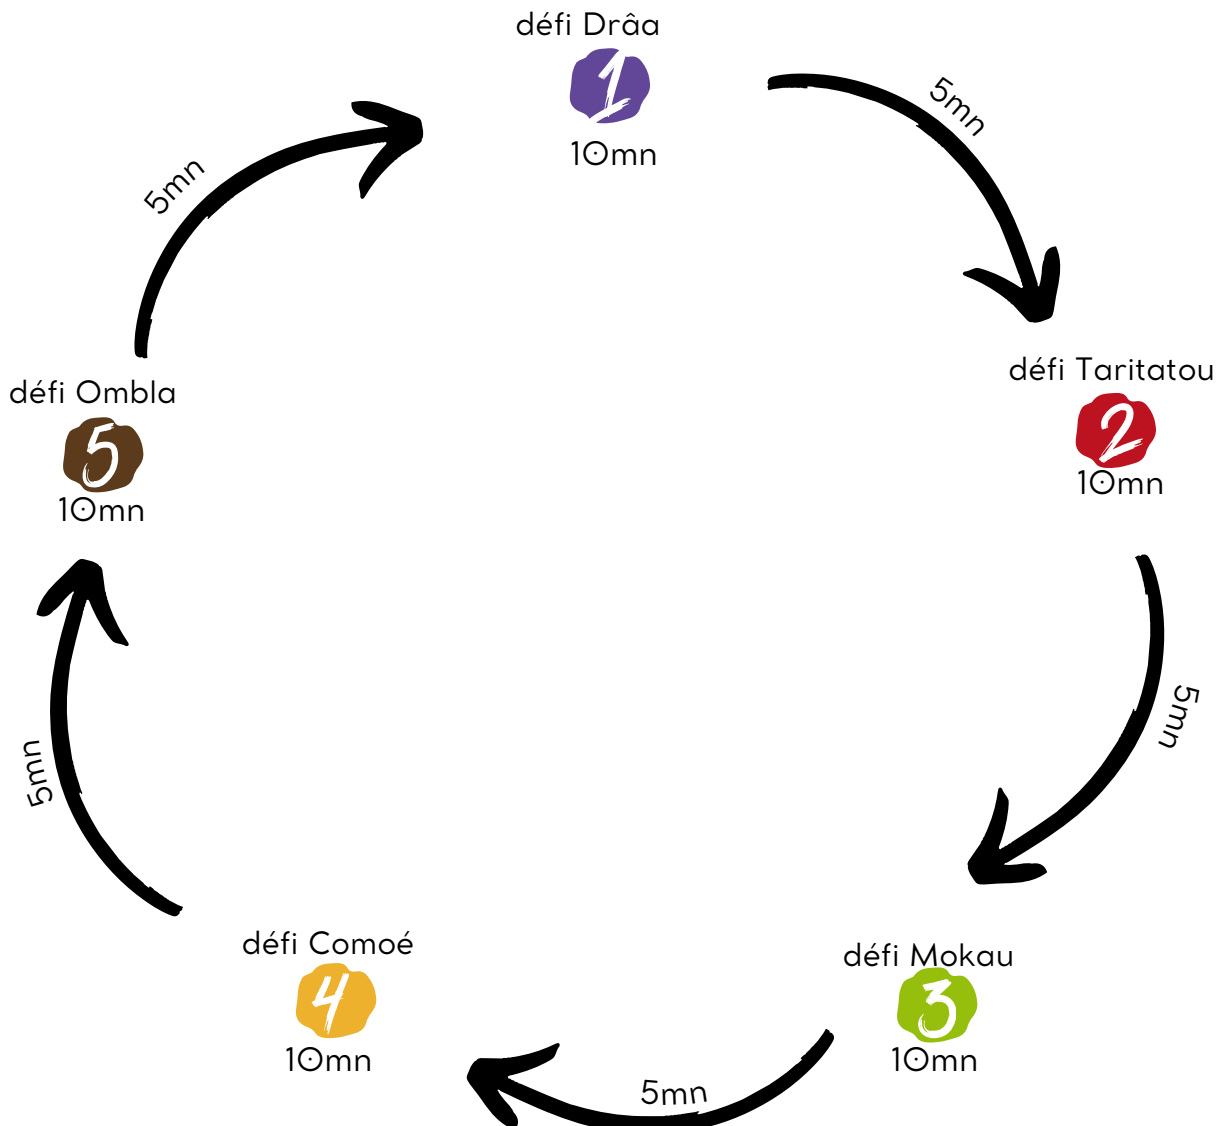 défi Drâa
1
10mn
5mn
défi Taritatou
2
10mn
5mn
défi Mokau
3
10mn
5mn
défi Comoé
4
10mn
5mn
défi Ombla
5
10mn
5mn